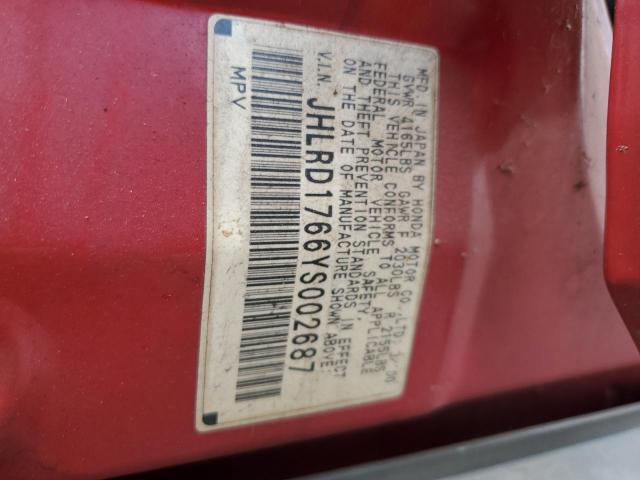 MFD IN JAPAN BY HONDA MOTOR CO.,LTD.
GVWR 4165LBS GAWR F 2030LBS R 2155LBS
THIS VEHICLE CONFORMS TO ALL APPLICABLE
FEDERAL MOTOR VEHICLE SAFETY,
AND THEFT PREVENTION STANDARDS IN EFFECT
ON THE DATE OF MANUFACTURE SHOWN ABOVE:
V.I.N. JHLRD1766YS002687
MPV